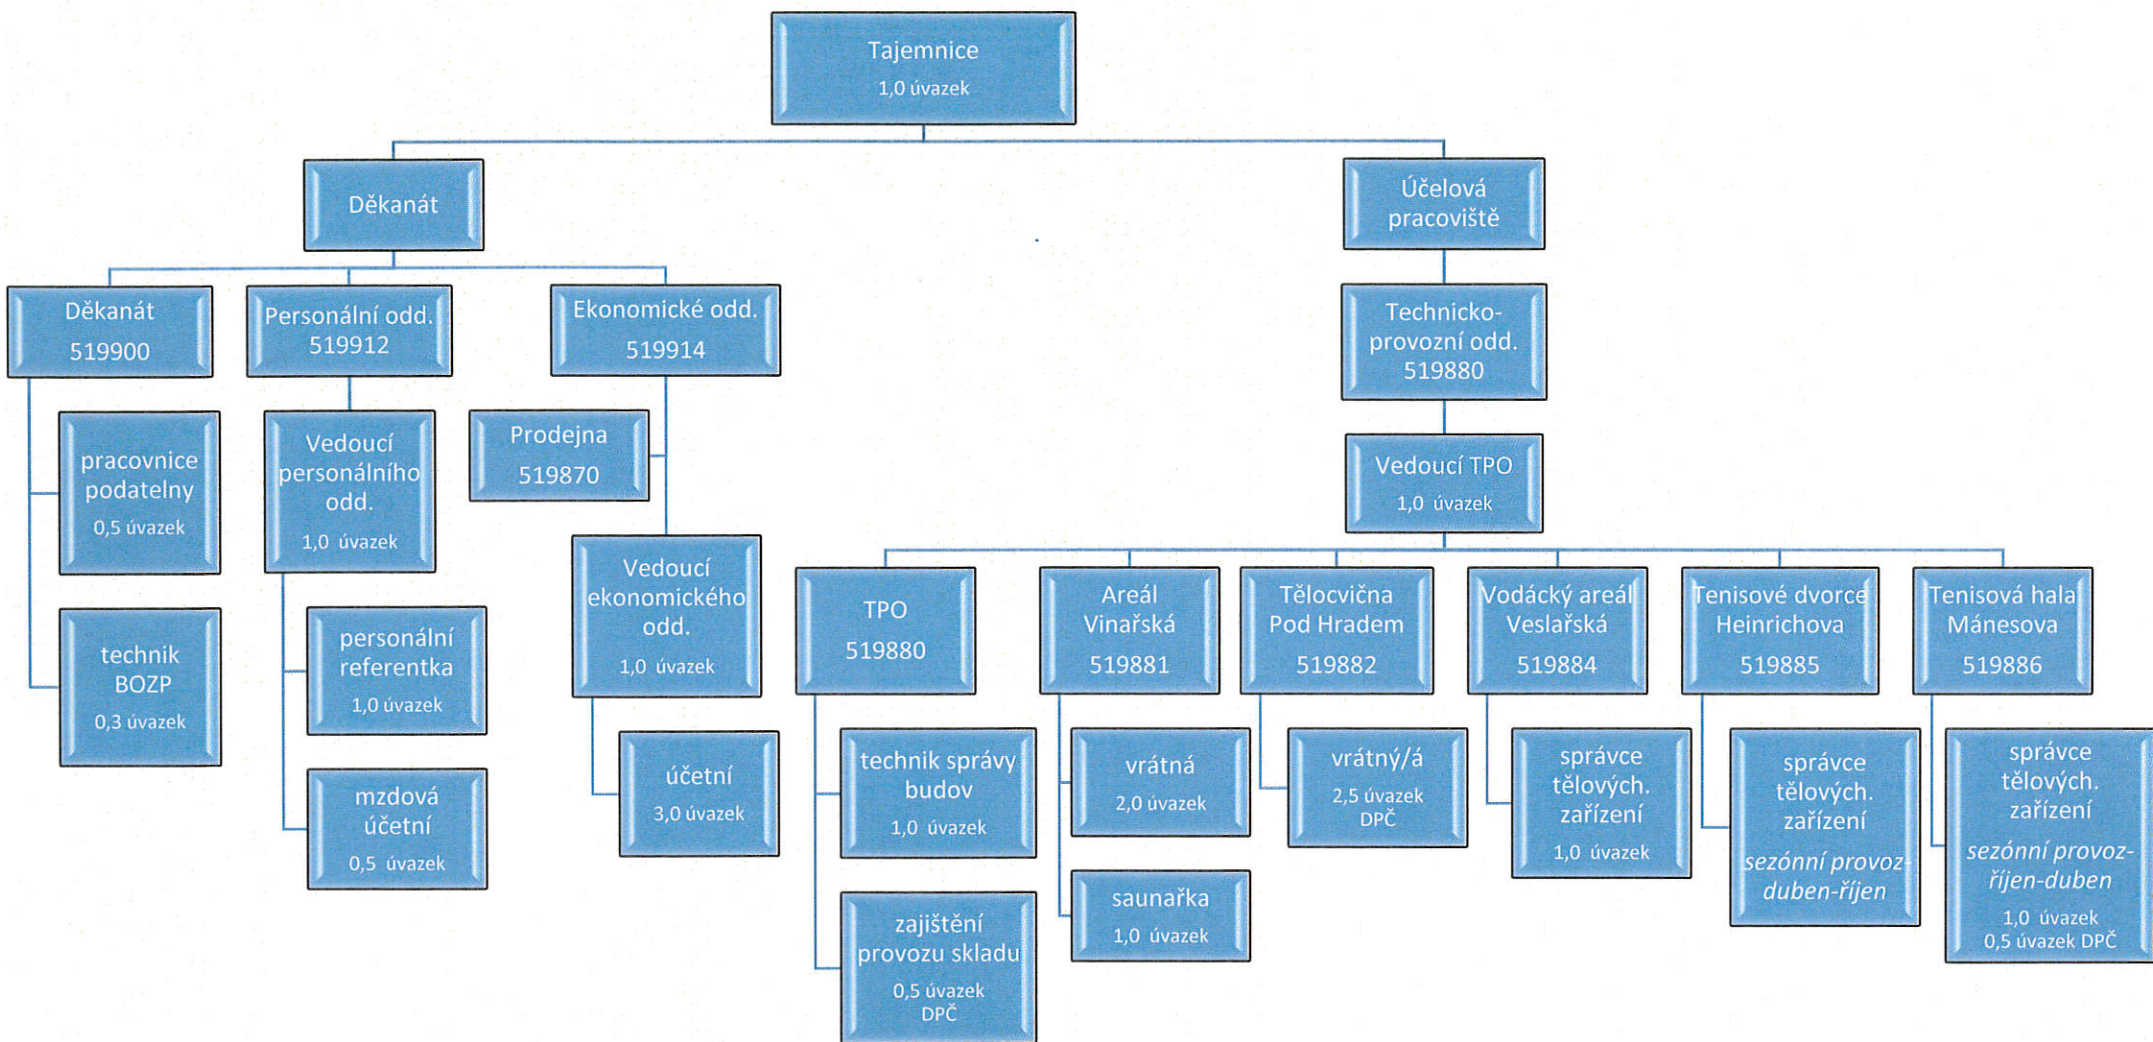 Tajemnice
1,0 úvazek
Děkanát
Účelová
pracoviště
Děkanát
519900
Personální odd.
519912
Ekonomické odd.
519914
Technicko-
provozní odd.
519880
pracovnice
podatelny
0,5 úvazek
Vedoucí
personálního
odd.
1,0 úvazek
Prodejna
519870
Vedoucí TPO
1,0 úvazek
technik
BOZP
0,3 úvazek
personální
referentka
1,0 úvazek
mzdová
účetní
0,5 úvazek
Vedoucí
ekonomického
odd.
1,0 úvazek
účetní
3,0 úvazek
TPO
519880
Areál
Vinařská
519881
Tělocvična
Pod Hradem
519882
Vodácký areál
Veslařská
519884
Tenisové dvorce
Heinrichova
519885
Tenisová hala
Mánesova
519886
technik správy
budov
1,0 úvazek
zajištění
provozu skladu
0,5 úvazek
DPČ
vrátná
2,0 úvazek
saunařka
1,0 úvazek
vrátný/á
2,5 úvazek
DPČ
správce
tělových.
zařízení
1,0 úvazek
správce
tělových.
zařízení
sezónní provoz-
duben-říjen
správce
tělových.
zařízení
sezónní provoz-
říjen-duben
1,0 úvazek
0,5 úvazek DPČ